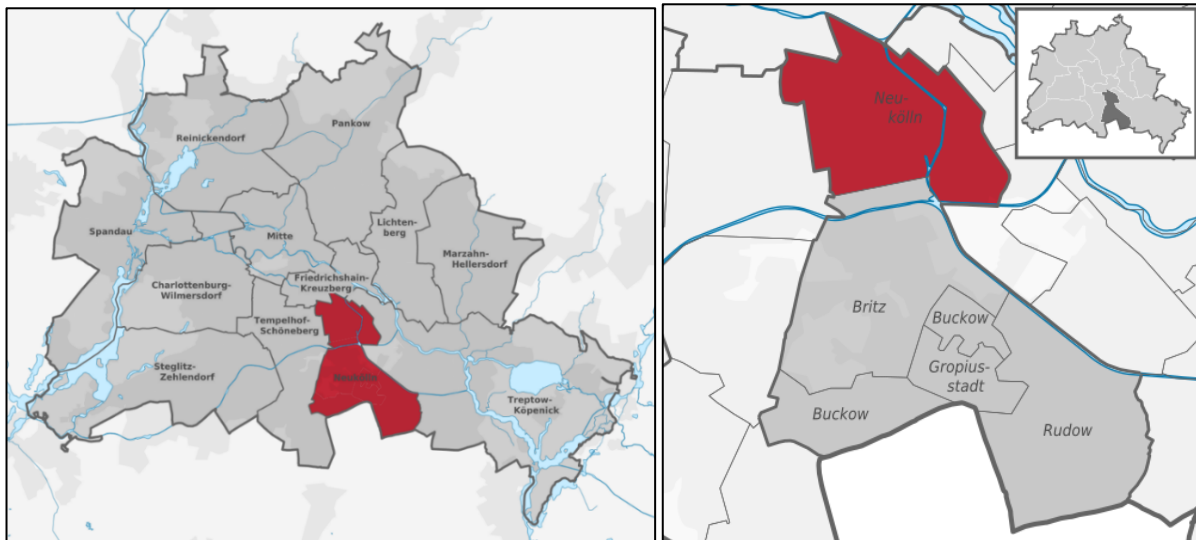 Reinickendorf
Pankow
Spandau
Mitte
Lichten-
berg
Marzahn-
Hellersdorf
Charlottenburg-
Wilmersdorf
Friedrichshain-
Kreuzberg
Tempelhof-
Schöneberg
Steglitz-
Zehlendorf
Neukölln
Treptow-
Köpenick
Neu-
kölln
Britz
Buckow
Gropius-
stadt
Buckow
Rudow